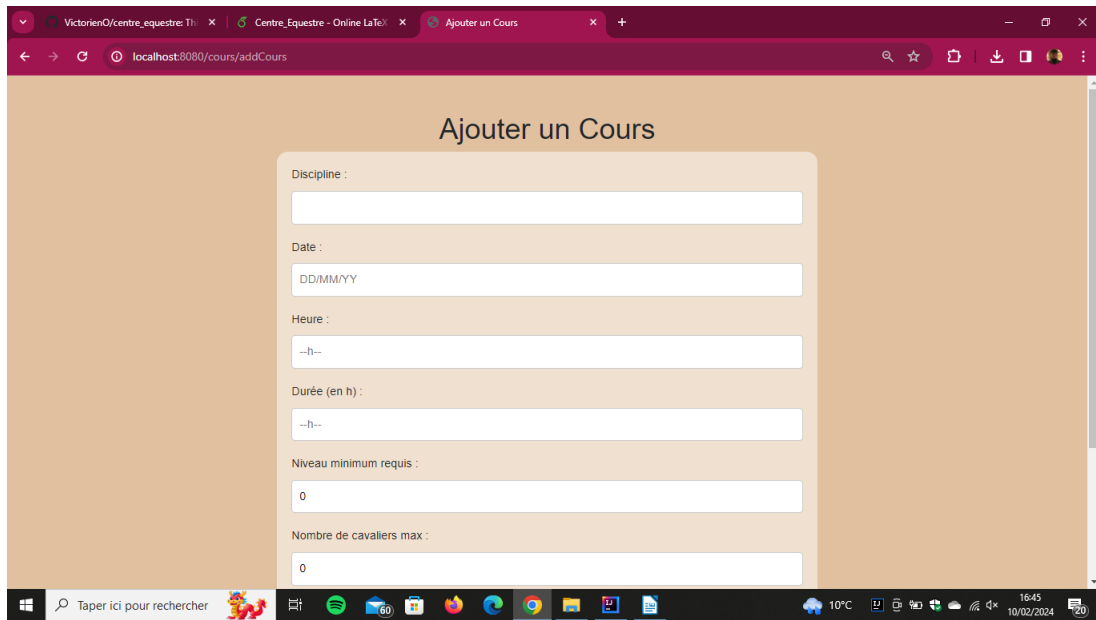 VictorienO/centre_equestre: Thi
Centre_Equestre - Online LaTeX
Ajouter un Cours
localhost:8080/cours/addCours
Ajouter un Cours
Discipline :
Date :
DD/MM/YY
Heure :
--h--
Durée (en h) :
--h--
Niveau minimum requis :
0
Nombre de cavaliers max :
0
Taper ici pour rechercher
60
10°C
16:45
10/02/2024
20